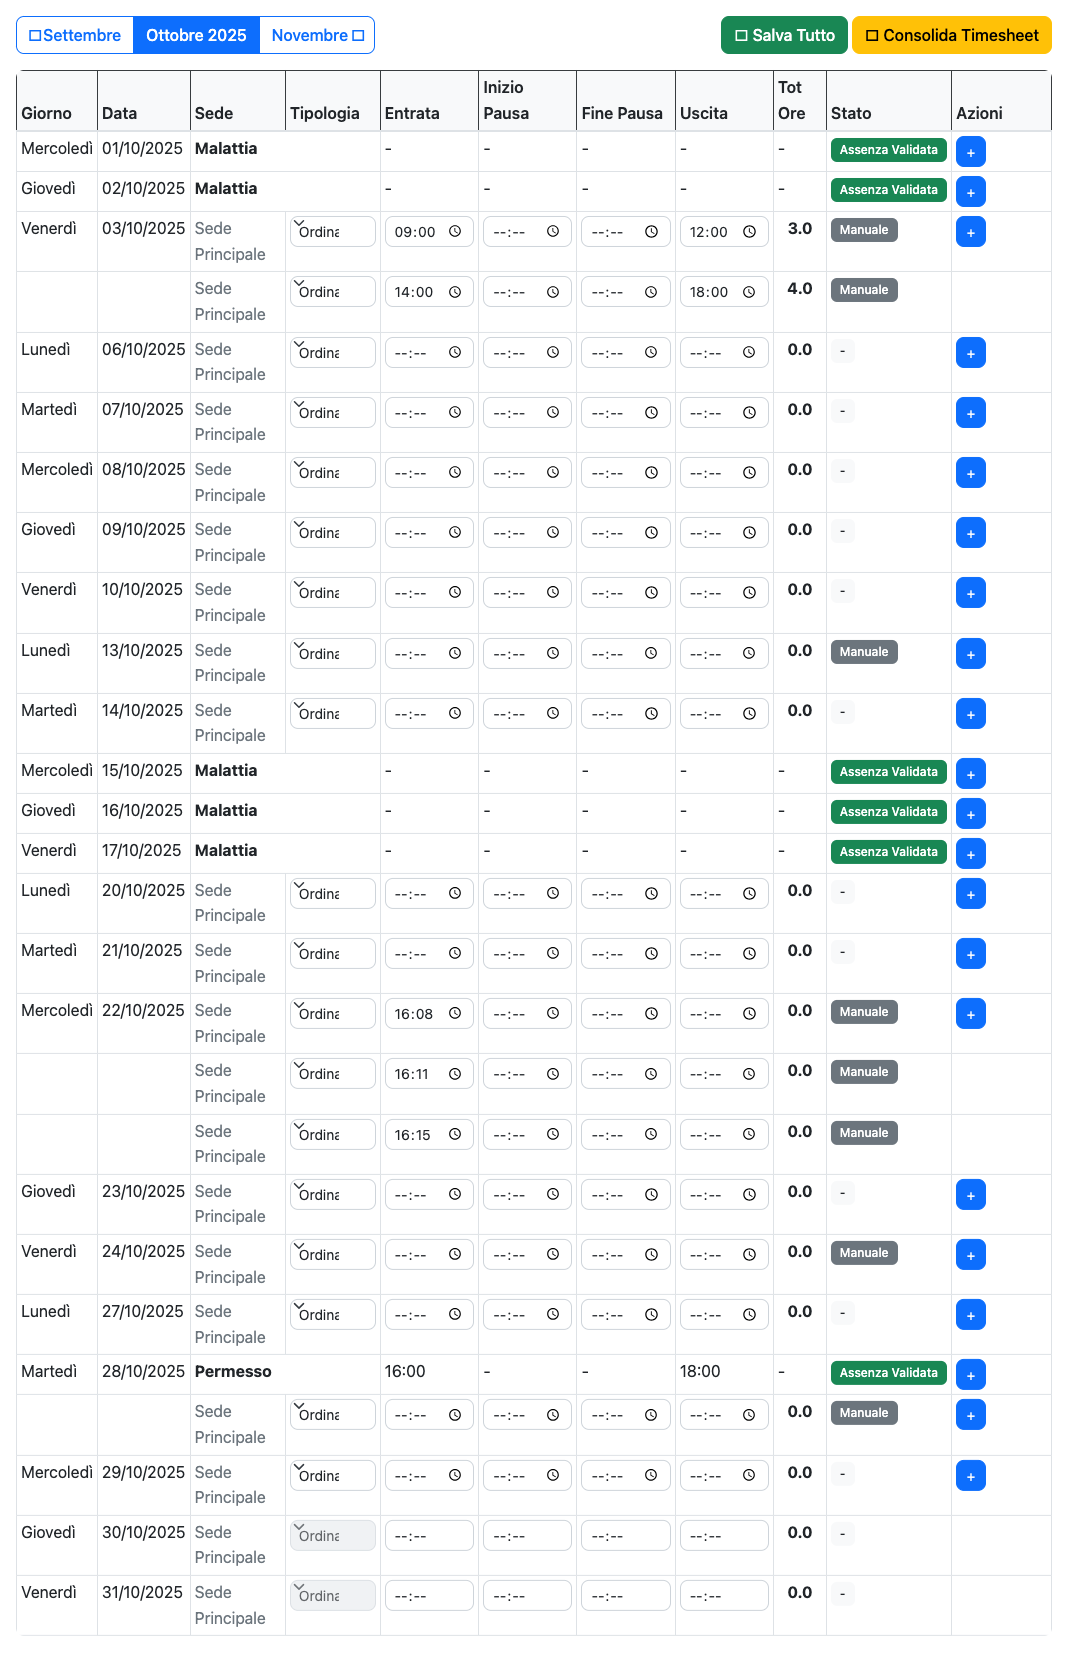 Settembre Ottobre 2025 Novembre Salva Tutto Consolida Timesheet
Giorno Data Sede Tipologia Entrata Inizio Pausa Fine Pausa Uscita Tot Ore Stato Azioni
Mercoledì 01/10/2025 Malattia - - - - - Assenza Validata +
Giovedì 02/10/2025 Malattia - - - - - Assenza Validata +
Venerdì 03/10/2025 Sede Principale Ordina 09:00 --:-- --:-- 12:00 3.0 Manuale +
Sede Principale Ordina 14:00 --:-- --:-- 18:00 4.0 Manuale
Lunedì 06/10/2025 Sede Principale Ordina --:-- --:-- --:-- --:-- 0.0 - +
Martedì 07/10/2025 Sede Principale Ordina --:-- --:-- --:-- --:-- 0.0 - +
Mercoledì 08/10/2025 Sede Principale Ordina --:-- --:-- --:-- --:-- 0.0 - +
Giovedì 09/10/2025 Sede Principale Ordina --:-- --:-- --:-- --:-- 0.0 - +
Venerdì 10/10/2025 Sede Principale Ordina --:-- --:-- --:-- --:-- 0.0 - +
Lunedì 13/10/2025 Sede Principale Ordina --:-- --:-- --:-- --:-- 0.0 Manuale +
Martedì 14/10/2025 Sede Principale Ordina --:-- --:-- --:-- --:-- 0.0 - +
Mercoledì 15/10/2025 Malattia - - - - - Assenza Validata +
Giovedì 16/10/2025 Malattia - - - - - Assenza Validata +
Venerdì 17/10/2025 Malattia - - - - - Assenza Validata +
Lunedì 20/10/2025 Sede Principale Ordina --:-- --:-- --:-- --:-- 0.0 - +
Martedì 21/10/2025 Sede Principale Ordina --:-- --:-- --:-- --:-- 0.0 - +
Mercoledì 22/10/2025 Sede Principale Ordina 16:08 --:-- --:-- --:-- 0.0 Manuale +
Sede Principale Ordina 16:11 --:-- --:-- --:-- 0.0 Manuale
Sede Principale Ordina 16:15 --:-- --:-- --:-- 0.0 Manuale
Giovedì 23/10/2025 Sede Principale Ordina --:-- --:-- --:-- --:-- 0.0 - +
Venerdì 24/10/2025 Sede Principale Ordina --:-- --:-- --:-- --:-- 0.0 Manuale +
Lunedì 27/10/2025 Sede Principale Ordina --:-- --:-- --:-- --:-- 0.0 - +
Martedì 28/10/2025 Permesso 16:00 - - 18:00 - Assenza Validata +
Sede Principale Ordina --:-- --:-- --:-- --:-- 0.0 Manuale +
Mercoledì 29/10/2025 Sede Principale Ordina --:-- --:-- --:-- --:-- 0.0 - +
Giovedì 30/10/2025 Sede Principale Ordina --:-- --:-- --:-- --:-- 0.0 -
Venerdì 31/10/2025 Sede Principale Ordina --:-- --:-- --:-- --:-- 0.0 -